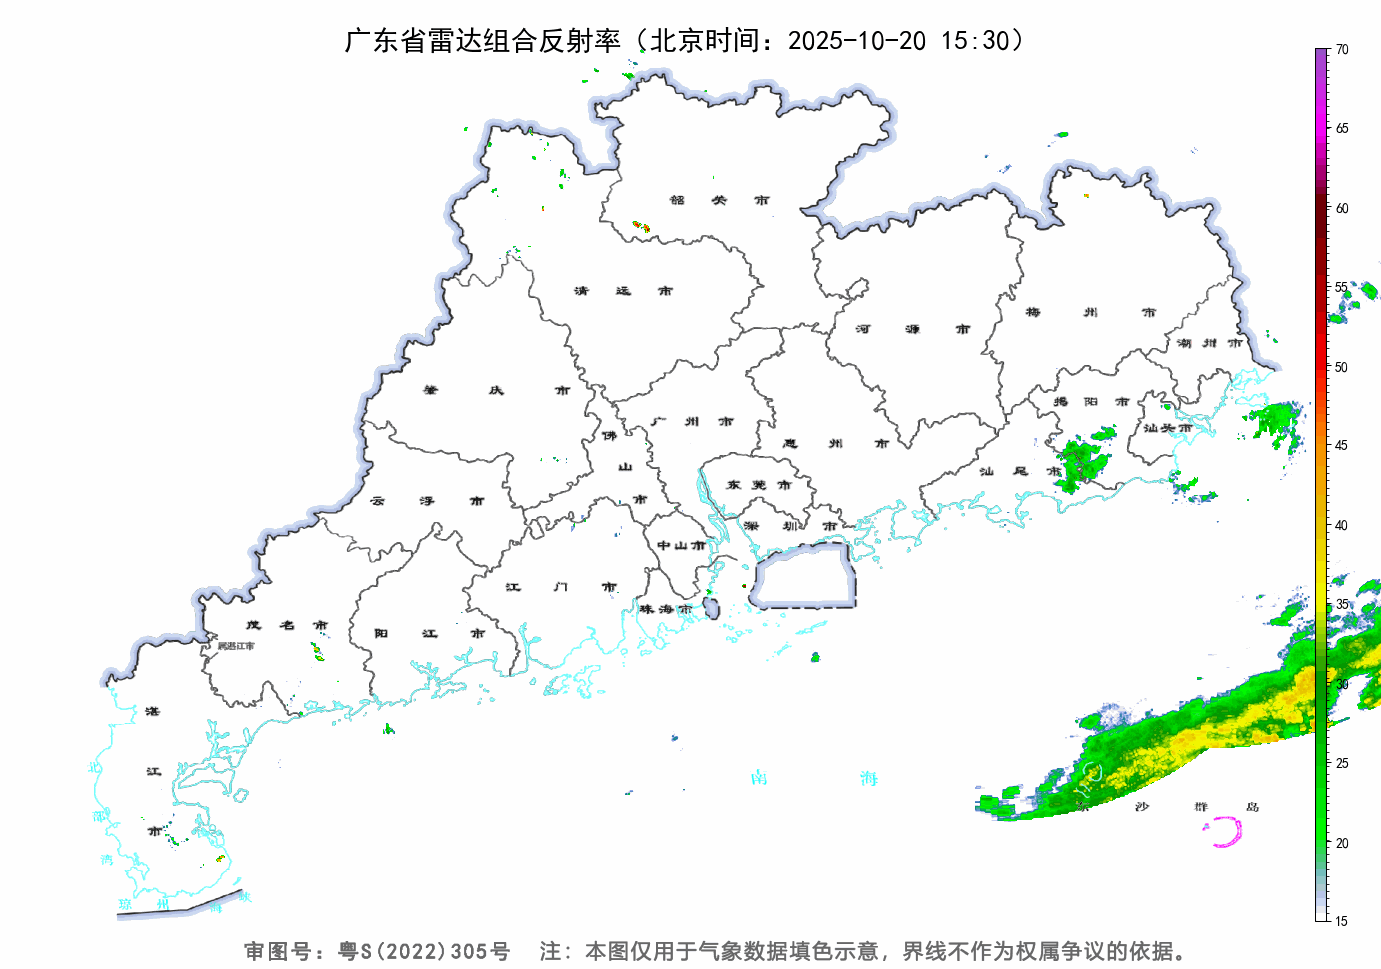 广东省雷达组合反射率（北京时间：2025-10-20 15:30）
70
65
60
55
50
45
40
35
30
25
20
15
韶关市
清远市
河源市
梅州市
潮州市
肇庆市
广州市
佛山市
惠州市
揭阳市
汕头市
汕尾市
云浮市
东莞市
深圳市
中山市
江门市
珠海市
茂名市
属湛江市
阳江市
湛江市
北部湾
琼州海峡
南海
东沙群岛
审图号：粤S(2022)305号 注：本图仅用于气象数据填色示意，界线不作为权属争议的依据。